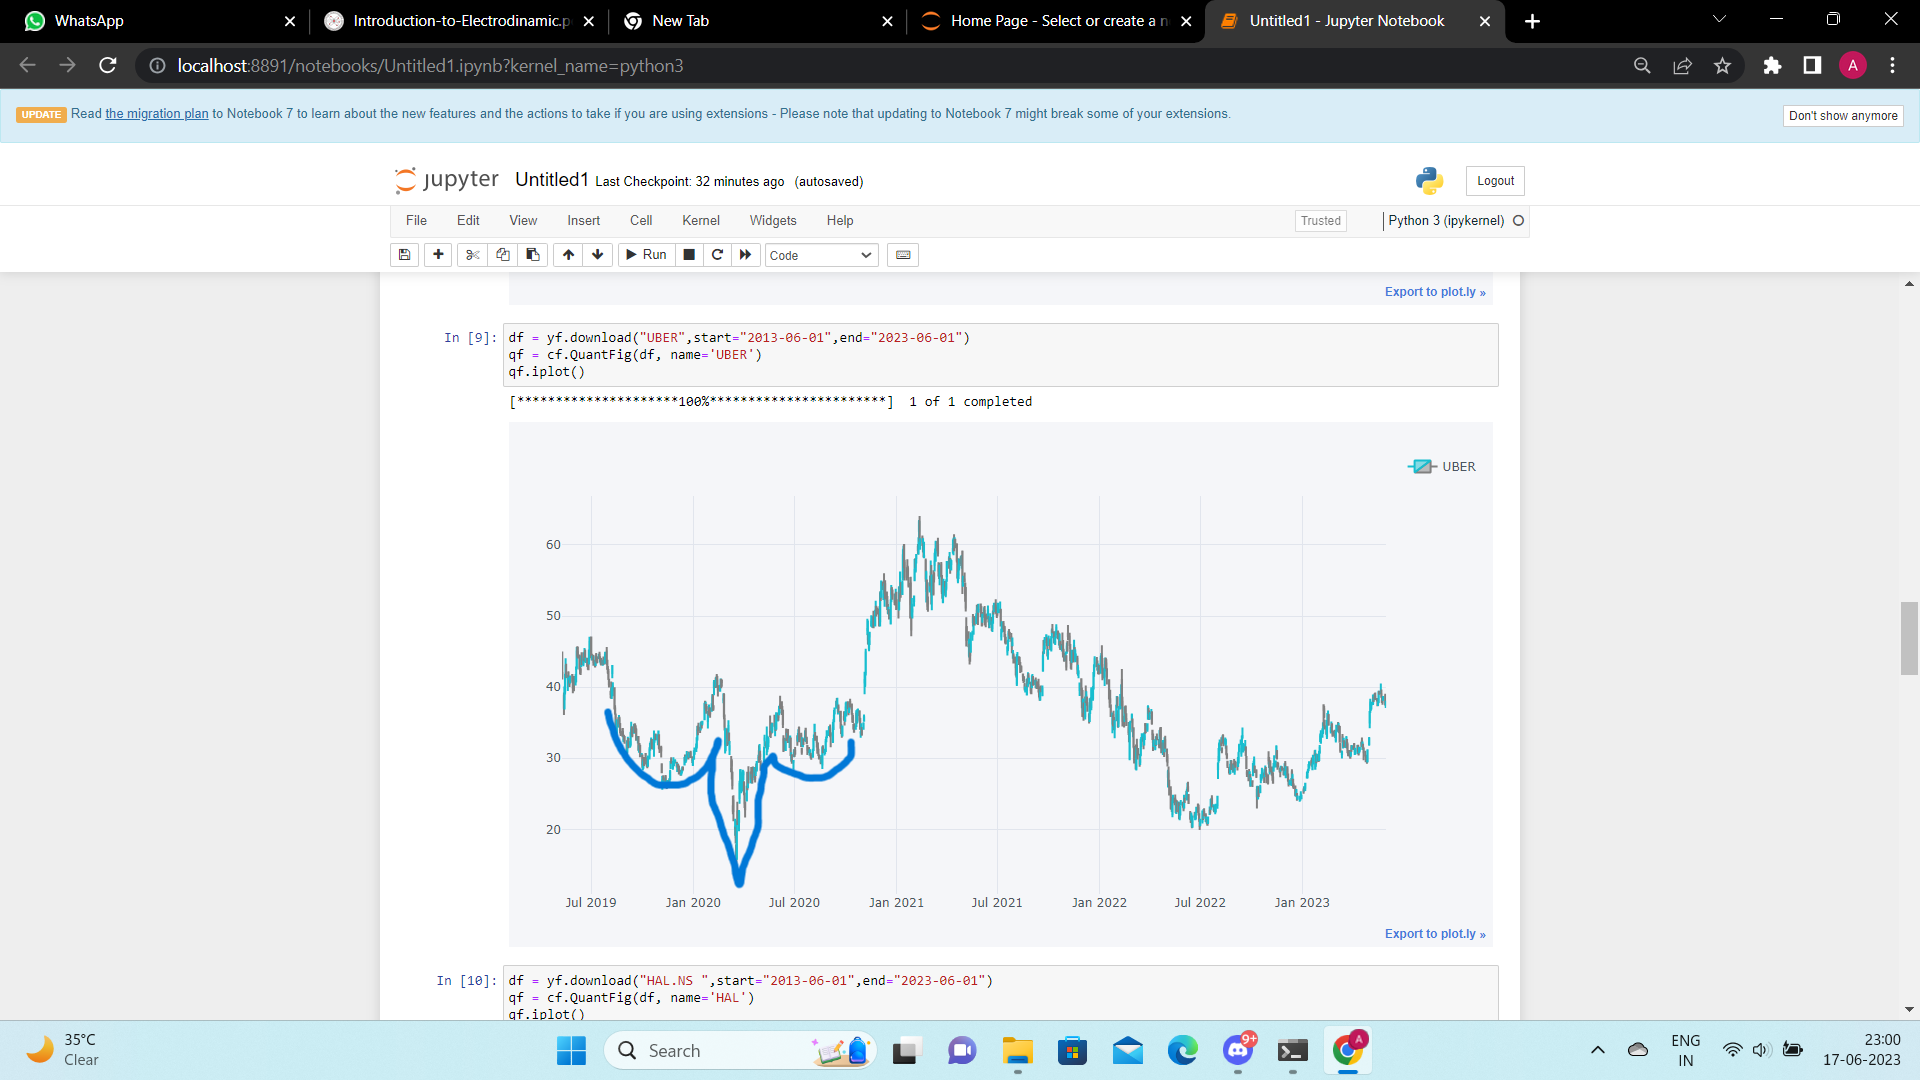 WhatsApp
Introduction-to-Electrodinamic.p
New Tab
Home Page - Select or create a n
Untitled1 - Jupyter Notebook
localhost:8891/notebooks/Untitled1.ipynb?kernel_name=python3
A
UPDATE Read the migration plan to Notebook 7 to learn about the new features and the actions to take if you are using extensions - Please note that updating to Notebook 7 might break some of your extensions.
Don't show anymore
jupyter Untitled1 Last Checkpoint: 32 minutes ago (autosaved)
Logout
File Edit View Insert Cell Kernel Widgets Help
Trusted
Python 3 (ipykernel)
Run
Code
Export to plot.ly »
In [9]: df = yf.download("UBER",start="2013-06-01",end="2023-06-01")
qf = cf.QuantFig(df, name='UBER')
qf.iplot()
[*********************100%***********************]  1 of 1 completed
UBER
60
50
40
30
20
Jul 2019 Jan 2020 Jul 2020 Jan 2021 Jul 2021 Jan 2022 Jul 2022 Jan 2023
Export to plot.ly »
In [10]: df = yf.download("HAL.NS ",start="2013-06-01",end="2023-06-01")
qf = cf.QuantFig(df, name='HAL')
qf.iplot()
35°C
Clear
Search
9+
A
ENG
IN
23:00
17-06-2023